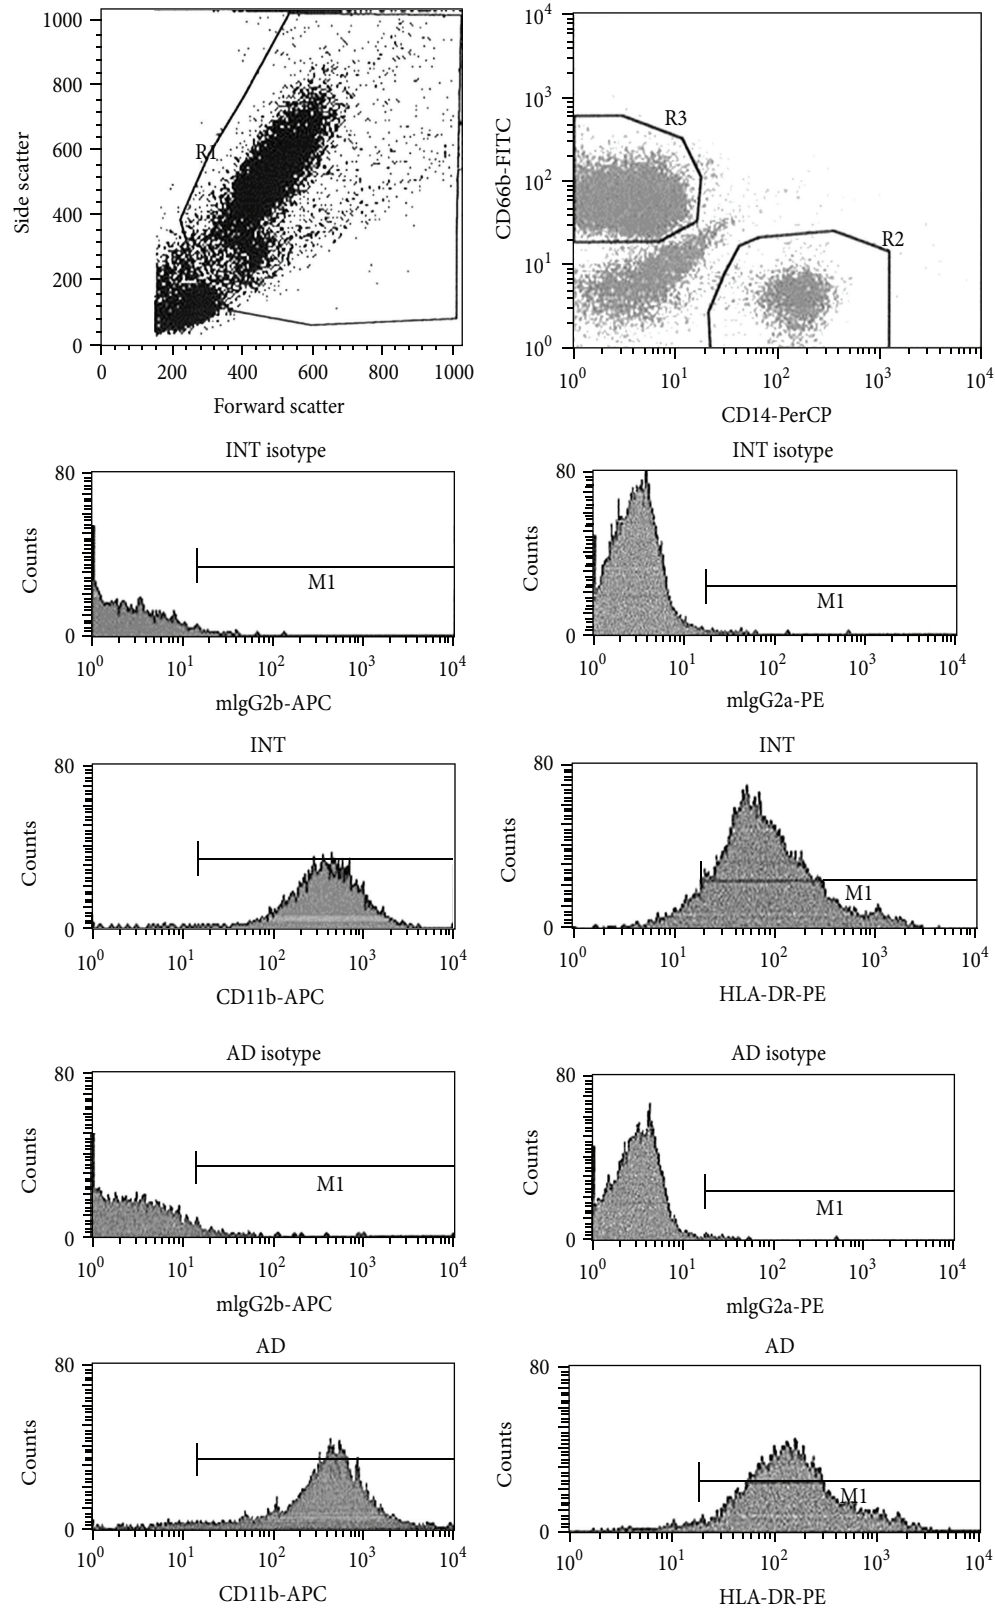 1000
800
600
400
200
0
Side scatter
R1
0 200 400 600 800 1000
Forward scatter
10^4
10^3
10^2
10^1
10^0
CD66b-FITC
R3
R2
10^0 10^1 10^2 10^3 10^4
CD14-PerCP
INT isotype
80
0
Counts
M1
10^0 10^1 10^2 10^3 10^4
mlgG2b-APC
INT isotype
80
0
Counts
M1
10^0 10^1 10^2 10^3 10^4
mlgG2a-PE
INT
80
0
Counts
10^0 10^1 10^2 10^3 10^4
CD11b-APC
INT
80
0
Counts
M1
10^0 10^1 10^2 10^3 10^4
HLA-DR-PE
AD isotype
80
0
Counts
M1
10^0 10^1 10^2 10^3 10^4
mlgG2b-APC
AD isotype
80
0
Counts
M1
10^0 10^1 10^2 10^3 10^4
mlgG2a-PE
AD
80
0
Counts
10^0 10^1 10^2 10^3 10^4
CD11b-APC
AD
80
0
Counts
M1
10^0 10^1 10^2 10^3 10^4
HLA-DR-PE